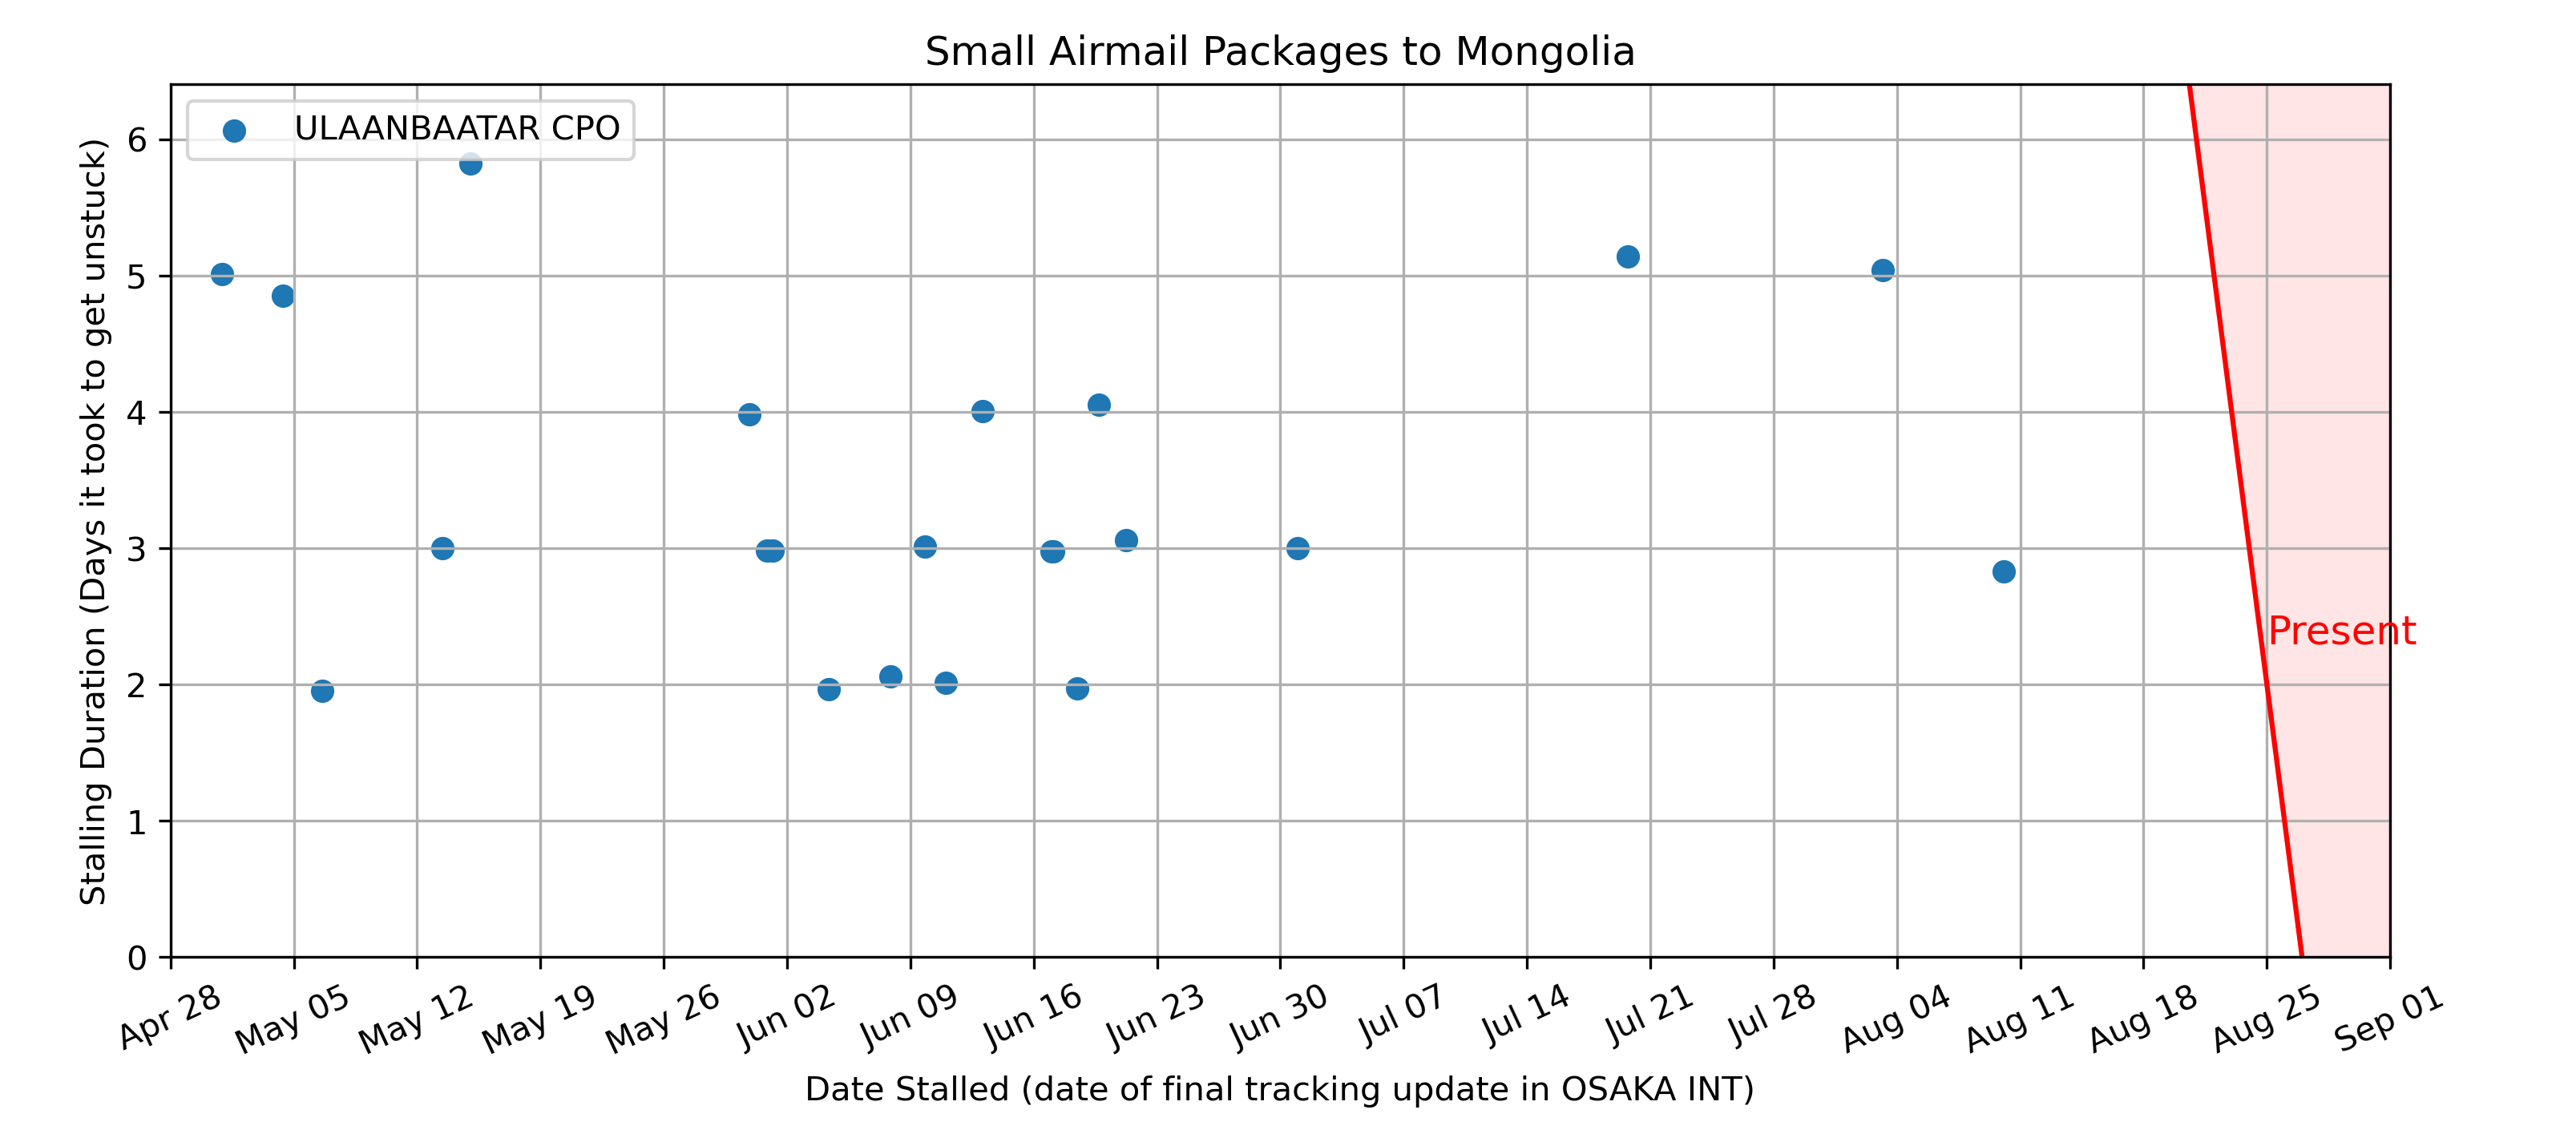 Small Airmail Packages to Mongolia
ULAANBAATAR CPO
Stalling Duration (Days it took to get unstuck)
6
5
4
3
2
1
0
Present
Apr 28
May 05
May 12
May 19
May 26
Jun 02
Jun 09
Jun 16
Jun 23
Jun 30
Jul 07
Jul 14
Jul 21
Jul 28
Aug 04
Aug 11
Aug 18
Aug 25
Sep 01
Date Stalled (date of final tracking update in OSAKA INT)